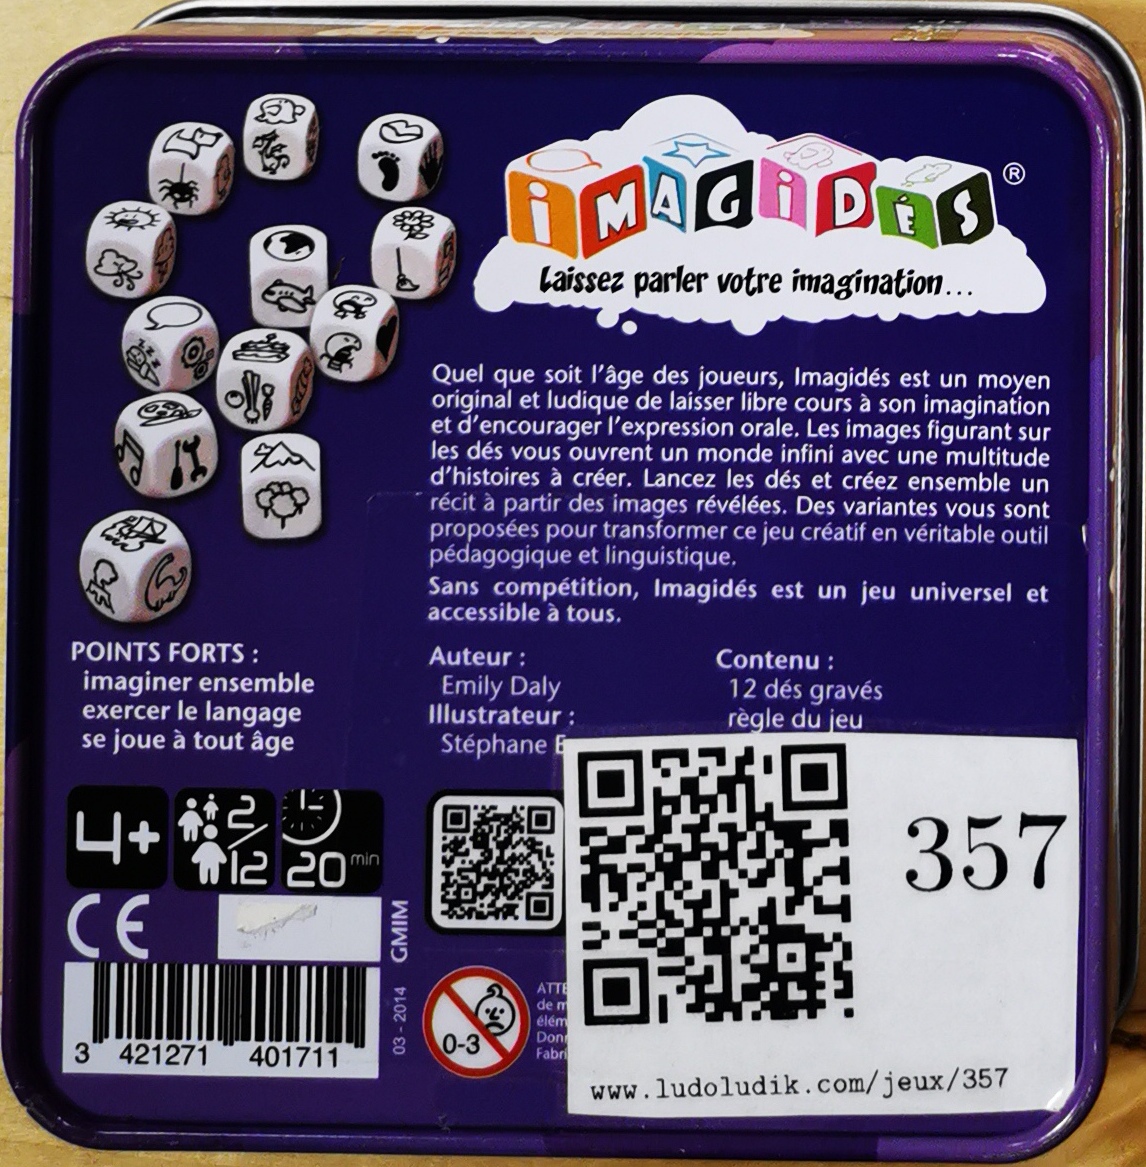 iMAGiDÉS ®
Laissez parler votre imagination...
Quel que soit l'âge des joueurs, Imagidés est un moyen
original et ludique de laisser libre cours à son imagination
et d'encourager l'expression orale. Les images figurant sur
les dés vous ouvrent un monde infini avec une multitude
d'histoires à créer. Lancez les dés et créez ensemble un
récit à partir des images révélées. Des variantes vous sont
proposées pour transformer ce jeu créatif en véritable outil
pédagogique et linguistique.
Sans compétition, Imagidés est un jeu universel et
accessible à tous.
POINTS FORTS :
imaginer ensemble
exercer le langage
se joue à tout âge
Auteur :
Emily Daly
Illustrateur :
Stéphane
Contenu :
12 dés gravés
règle du jeu
4+
2/12
20 min
CE
GMIM
03 - 2014
3 421271 401711
0-3
de
357
www.ludoludik.com/jeux/357